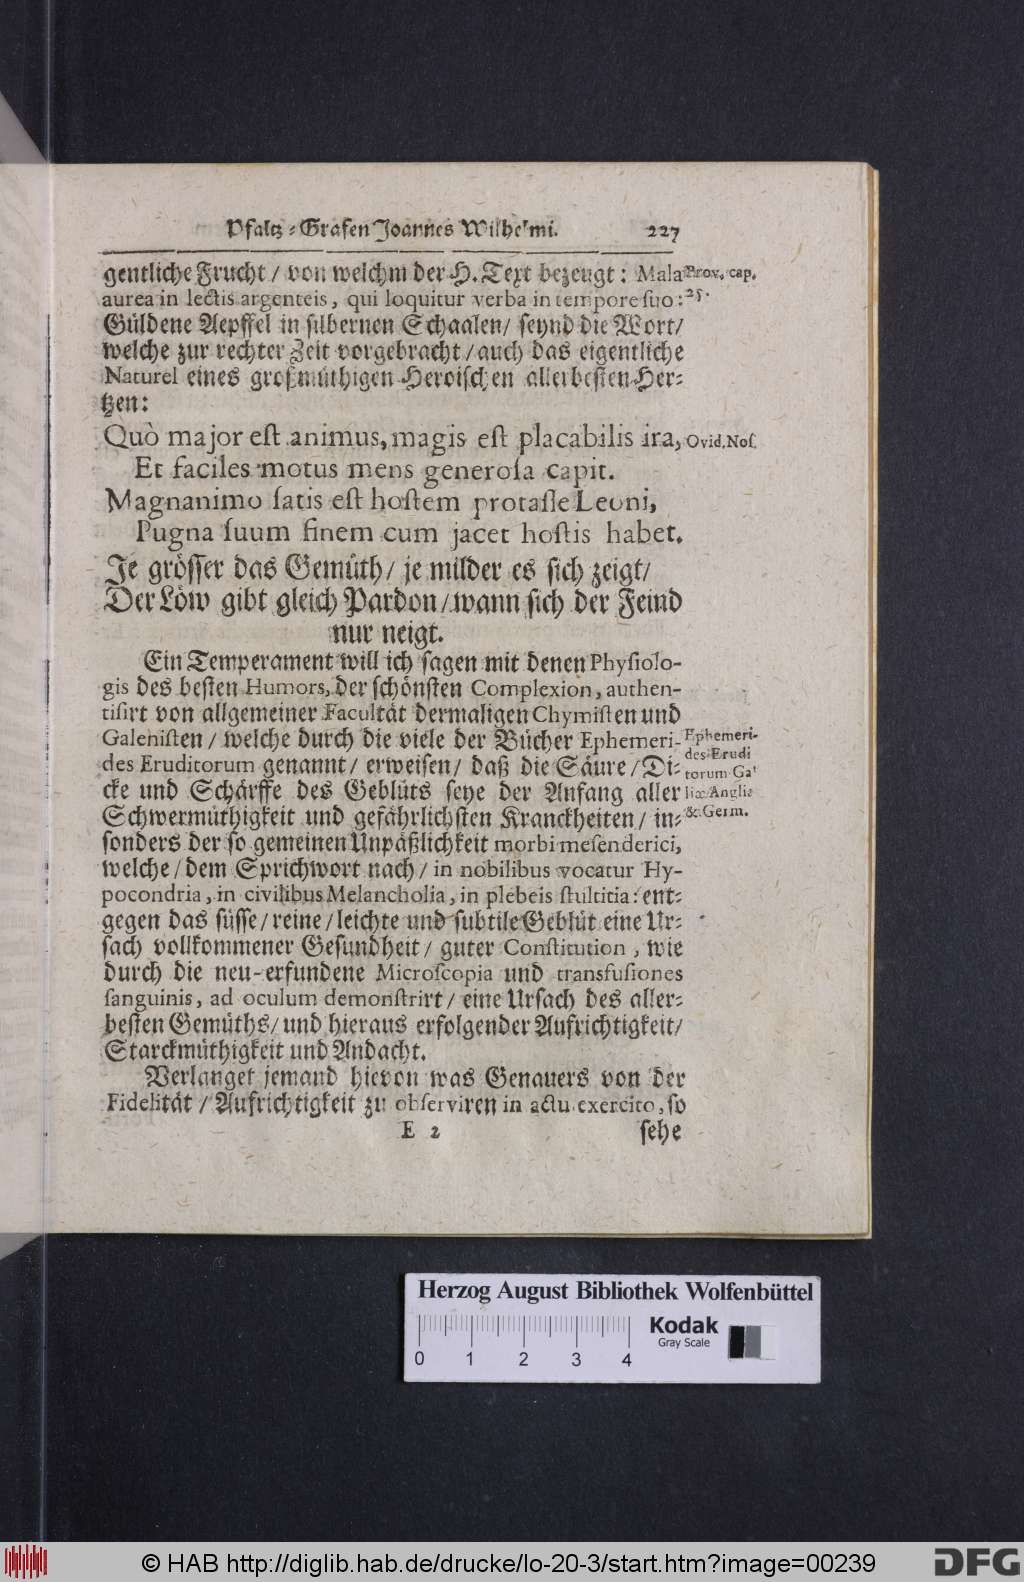 Pfaltz-Grafen Joannes Wilhelmi. 227
gentliche Frucht / von welchm der H. Text bezeugt: Mala Prov. cap.
aurea in lectis argenteis, qui loquitur verba in tempore suo: 25.
Güldene Aepffel in silbernen Schaalen / seynd die Wort /
welche zur rechter Zeit vorgebracht / auch das eigentliche
Naturel eines großmüthigen Heroischen allerbesten Her-
tzen:
Quò major est animus, magis est placabilis ira, Ovid. Nos.
Et faciles motus mens generosa capit.
Magnanimo satis est hostem protasse Leoni,
Pugna suum finem cum jacet hostis habet.
Je grösser das Gemüth / je milder es sich zeigt /
Der Löw gibt gleich Pardon / wann sich der Feind
nur neigt.
Ein Temperament will ich sagen mit denen Physiolo-
gis des besten Humors, der schönsten Complexion, authen-
tisirt von allgemeiner Facultät dermaligen Chymisten und
Galenisten / welche durch die viele der Bücher Ephemeri-
des Eruditorum genannt / erweisen / daß die Säure / Di-
cke und Schärffe des Geblüts seye der Anfang aller
Schwermüthigkeit und gefährlichsten Kranckheiten / in-
sonders der so gemeinen Unpäßlichkeit morbi mesenderici,
welche / dem Sprichwort nach / in nobilibus vocatur Hy-
pocondria, in civilibus Melancholia, in plebeis stultitia: ent-
gegen das süsse / reine / leichte und subtile Geblüt eine Ur-
sach vollkommener Gesundheit / guter Constitution, wie
durch die neu-erfundene Microscopia und transfusiones
sanguinis, ad oculum demonstrirt / eine Ursach des aller-
besten Gemüths / und hieraus erfolgender Aufrichtigkeit /
Starckmüthigkeit und Andacht.
Verlanget jemand hievon was Genauers von der
Fidelität / Aufrichtigkeit zu observiren in actu exercito, so
E 2 sehe
Ephemeri-
des Erudi
torum Gal
liæ Angliæ
& Germ.
Herzog August Bibliothek Wolfenbüttel
Kodak
Gray Scale
0 1 2 3 4
© HAB http://diglib.hab.de/drucke/lo-20-3/start.htm?image=00239
DFG